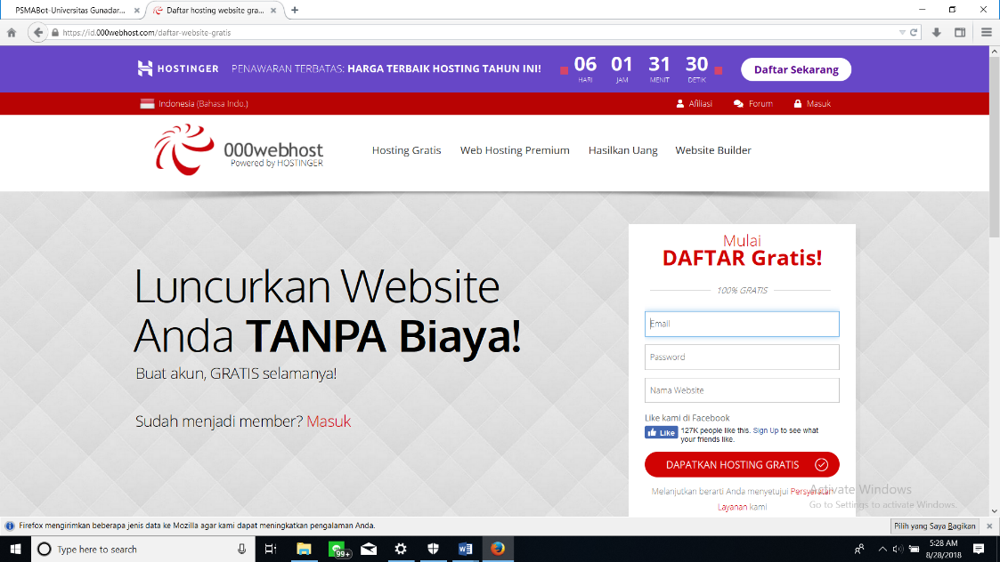 PSMABot-Universitas Gunadar...
Daftar hosting website gra...
https://id.000webhost.com/daftar-website-gratis
HOSTINGER
PENAWARAN TERBATAS: HARGA TERBAIK HOSTING TAHUN INI!
06 01 31 30
HARI JAM MENIT DETIK
Daftar Sekarang
Indonesia (Bahasa Indo.)
Afiliasi Forum Masuk
000webhost
Powered by HOSTINGER
Hosting Gratis Web Hosting Premium Hasilkan Uang Website Builder
Luncurkan Website
Anda TANPA Biaya!
Buat akun, GRATIS selamanya!
Sudah menjadi member? Masuk
Mulai
DAFTAR Gratis!
100% GRATIS
Email
Password
Nama Website
Like kami di Facebook
Like
127K people like this. Sign Up to see what
your friends like.
DAPATKAN HOSTING GRATIS
Melanjutkan berarti Anda menyetujui Persyaratan
Layanan kami
Activate Windows
Go to Settings to activate Windows.
Firefox mengirimkan beberapa jenis data ke Mozilla agar kami dapat meningkatkan pengalaman Anda.
Pilih yang Saya Bagikan
Type here to search
99+
5:28 AM
8/28/2018